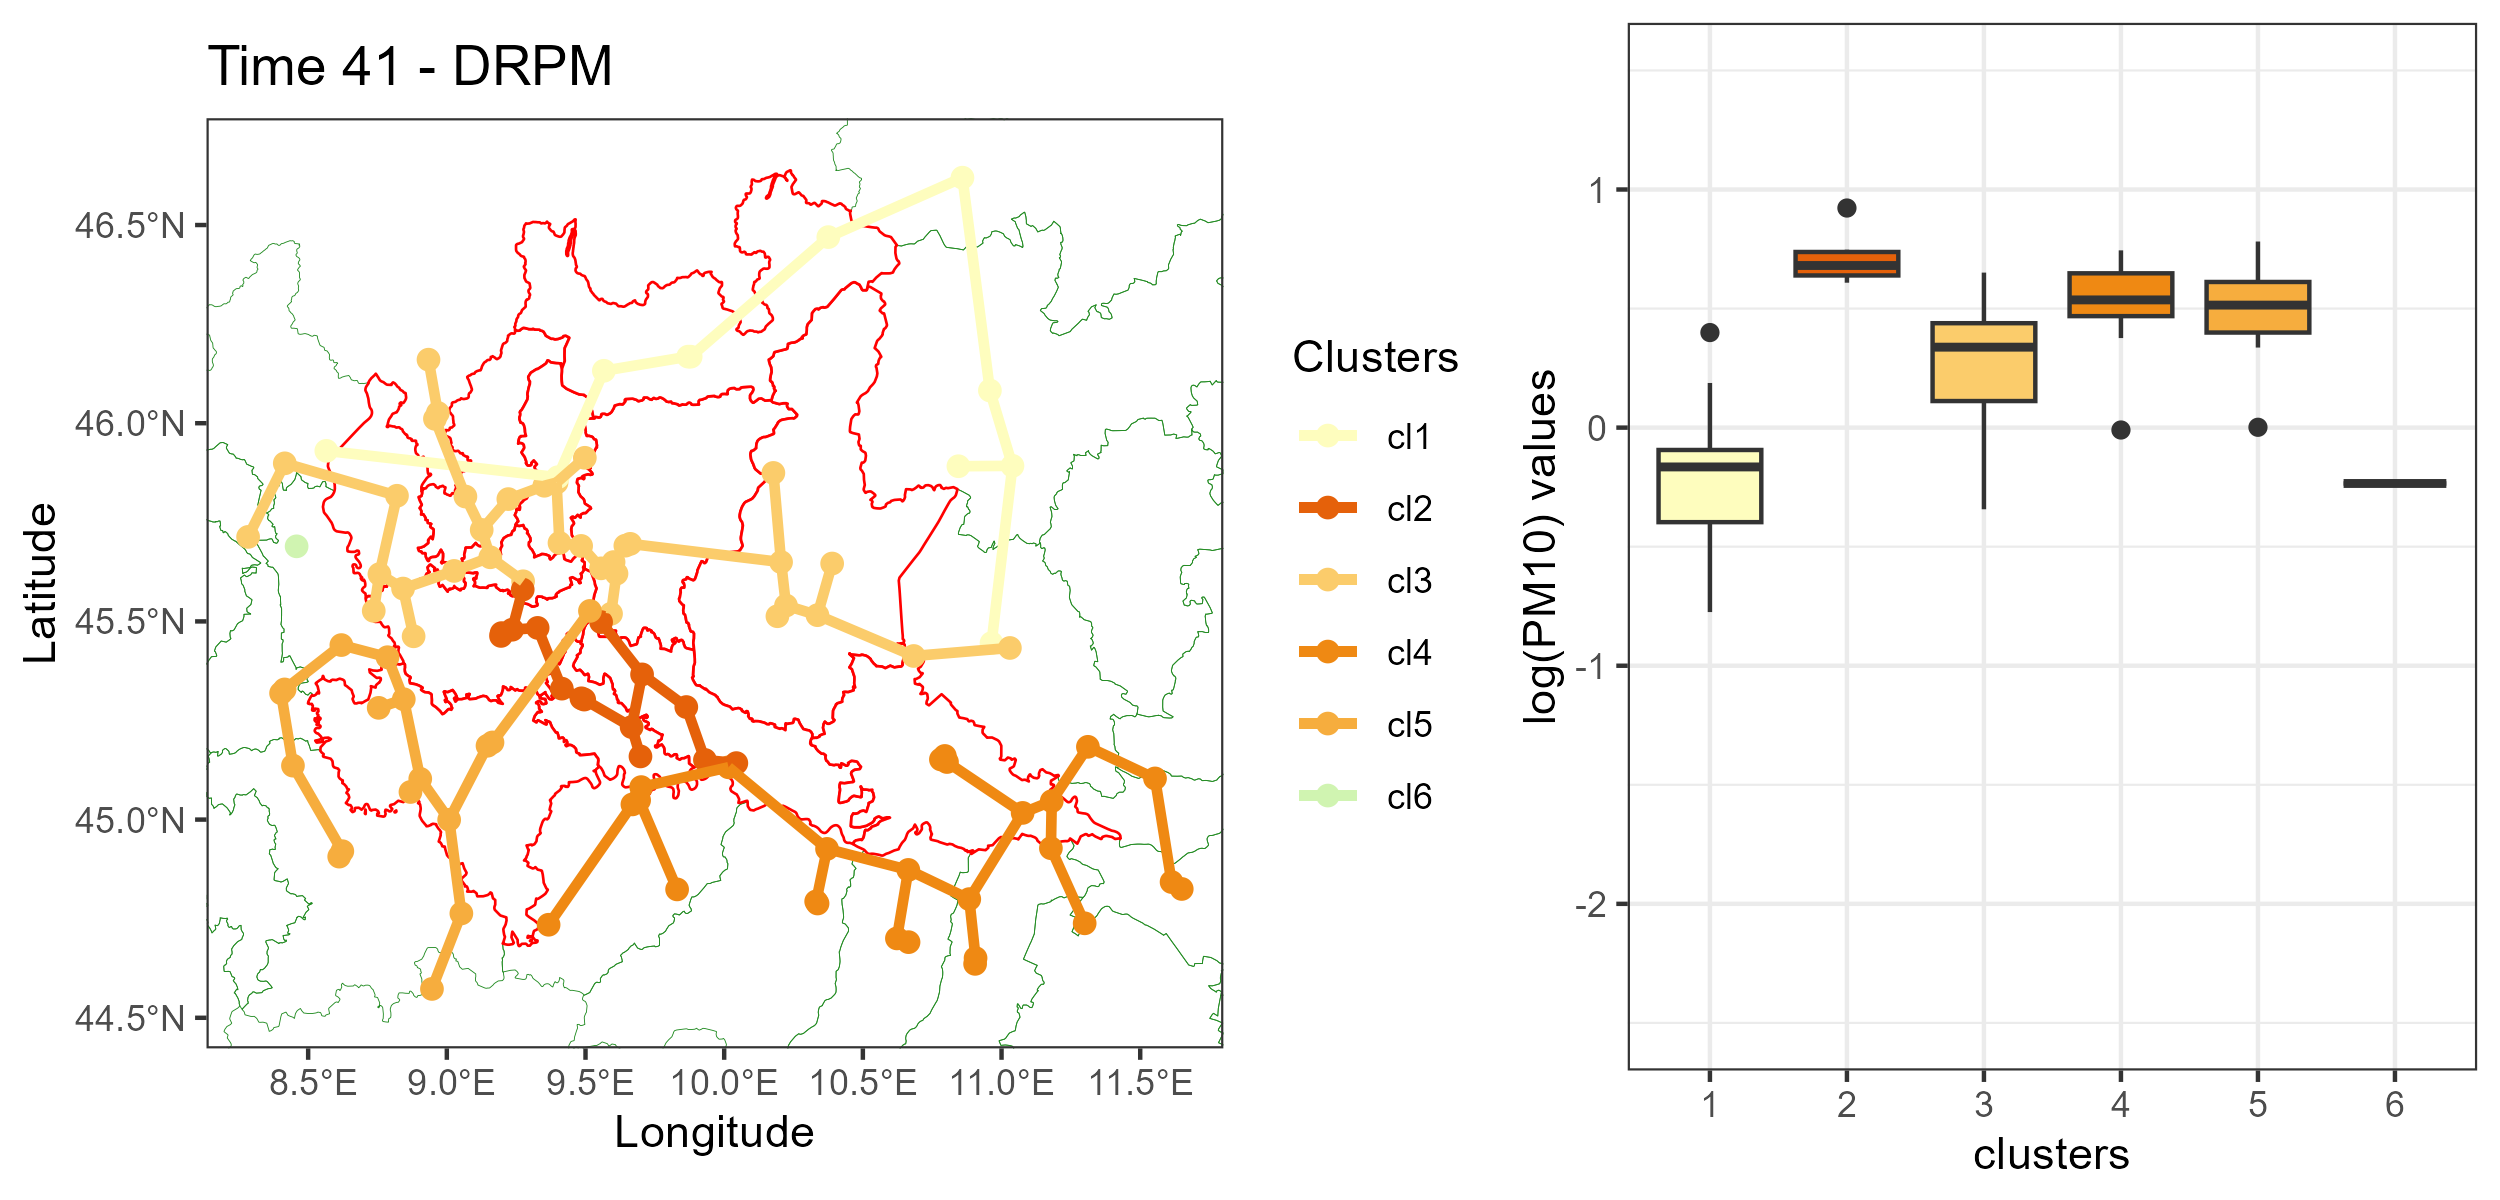 Time 41 - DRPM
Latitude
46.5°N
46.0°N
45.5°N
45.0°N
44.5°N
8.5°E 9.0°E 9.5°E 10.0°E 10.5°E 11.0°E 11.5°E
Longitude
Clusters
cl1
cl2
cl3
cl4
cl5
cl6
log(PM10) values
1
0
-1
-2
1 2 3 4 5 6
clusters